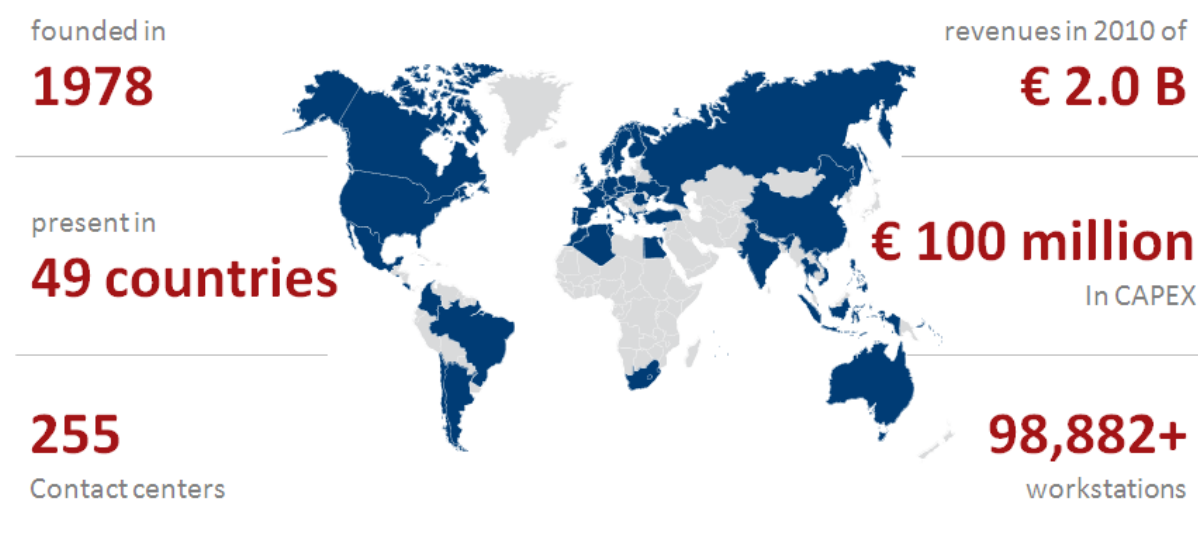 founded in
1978
present in
49 countries
255
Contact centers
revenues in 2010 of
€ 2.0 B
€ 100 million
In CAPEX
98,882+
workstations